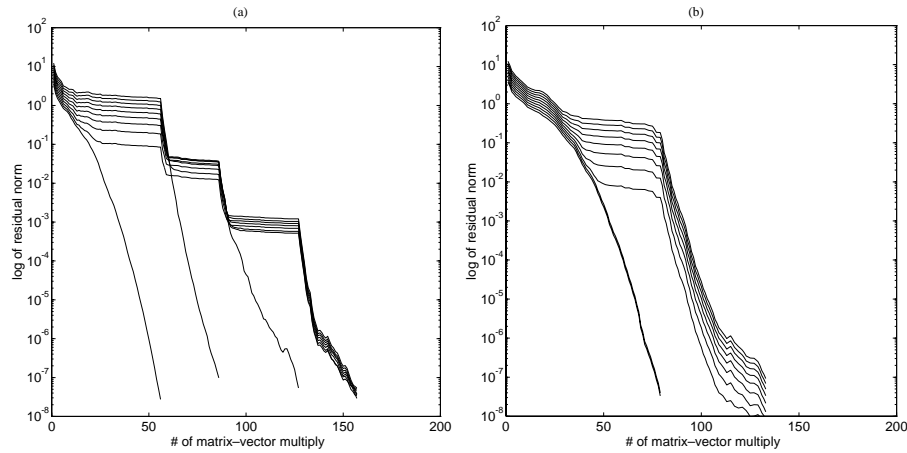 (a)
10^2
10^1
10^0
10^-1
10^-2
10^-3
10^-4
10^-5
10^-6
10^-7
10^-8
log of residual norm
0 50 100 150 200
# of matrix–vector multiply
(b)
10^2
10^1
10^0
10^-1
10^-2
10^-3
10^-4
10^-5
10^-6
10^-7
10^-8
log of residual norm
0 50 100 150 200
# of matrix–vector multiply